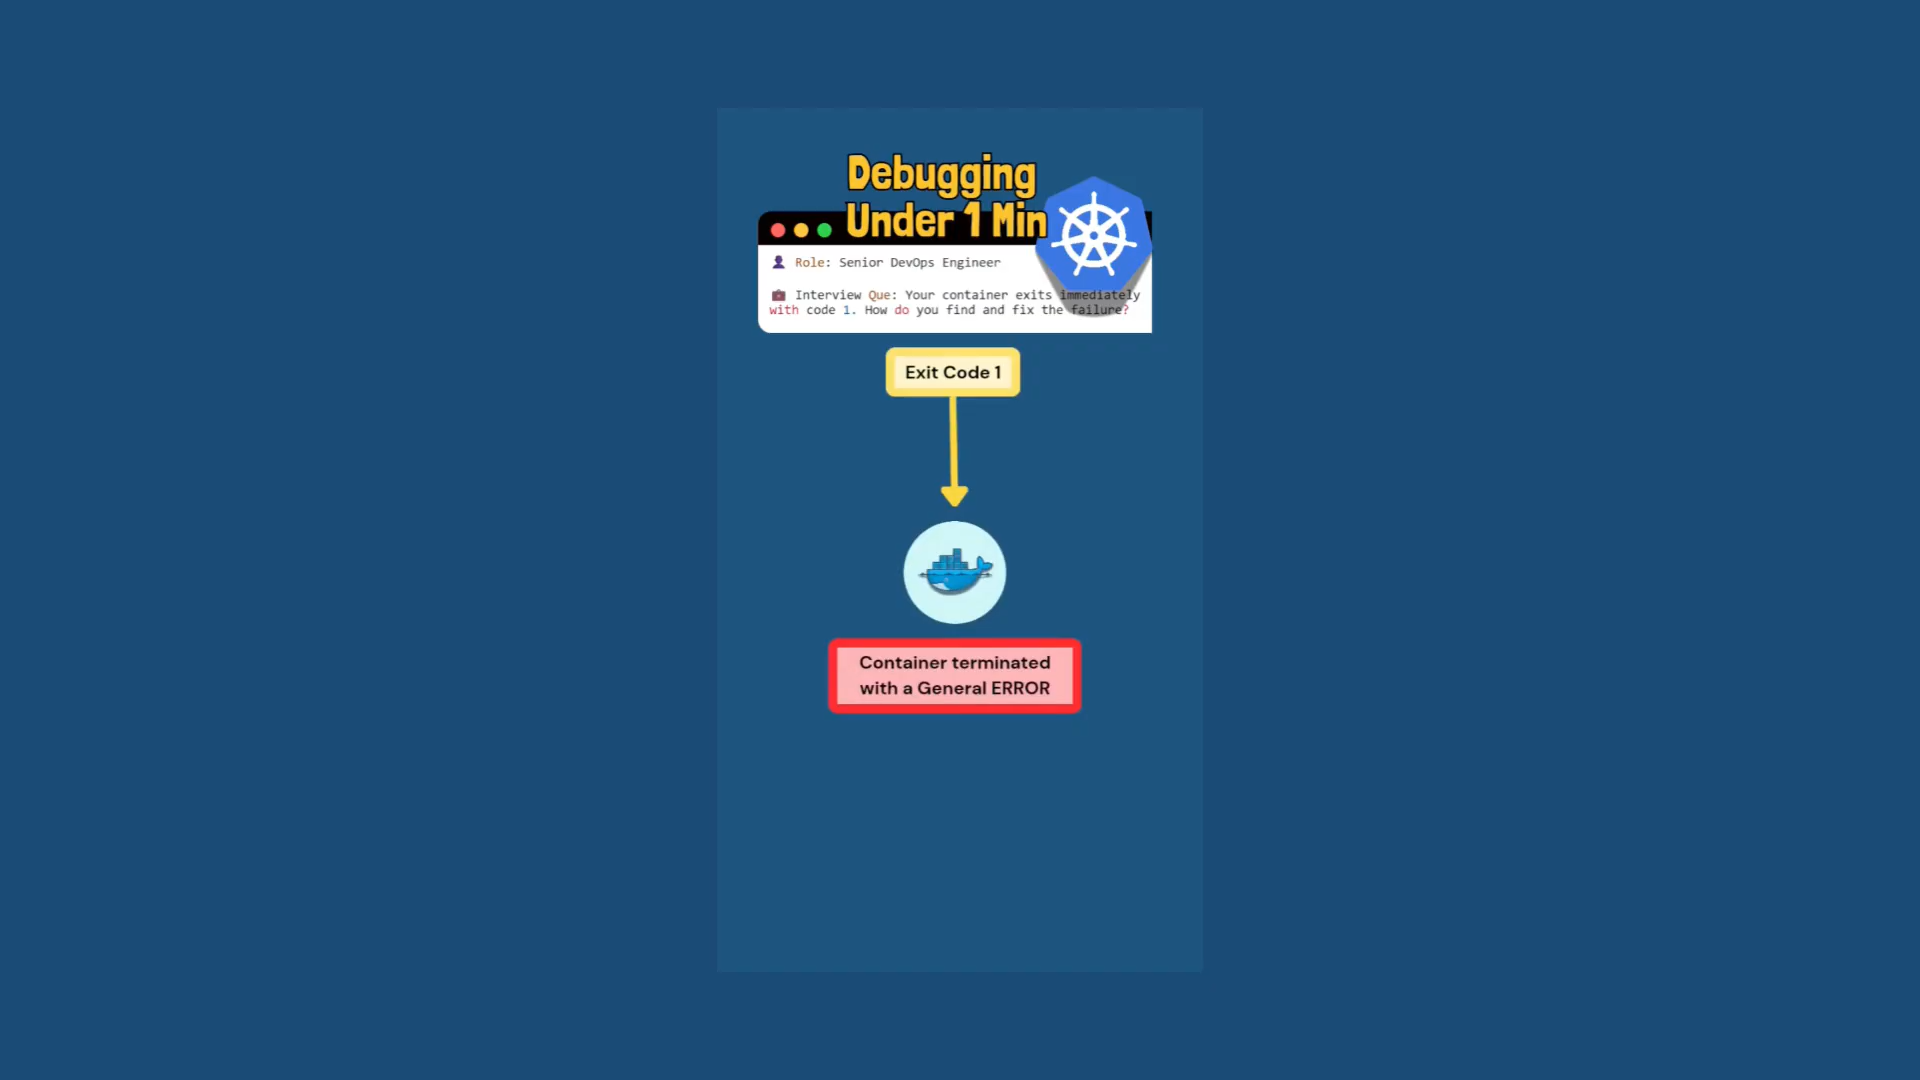 Debugging
Under 1 Min
Role: Senior DevOps Engineer
Interview Que: Your container exits immediately
with code 1. How do you find and fix the failure?
Exit Code 1
Container terminated
with a General ERROR